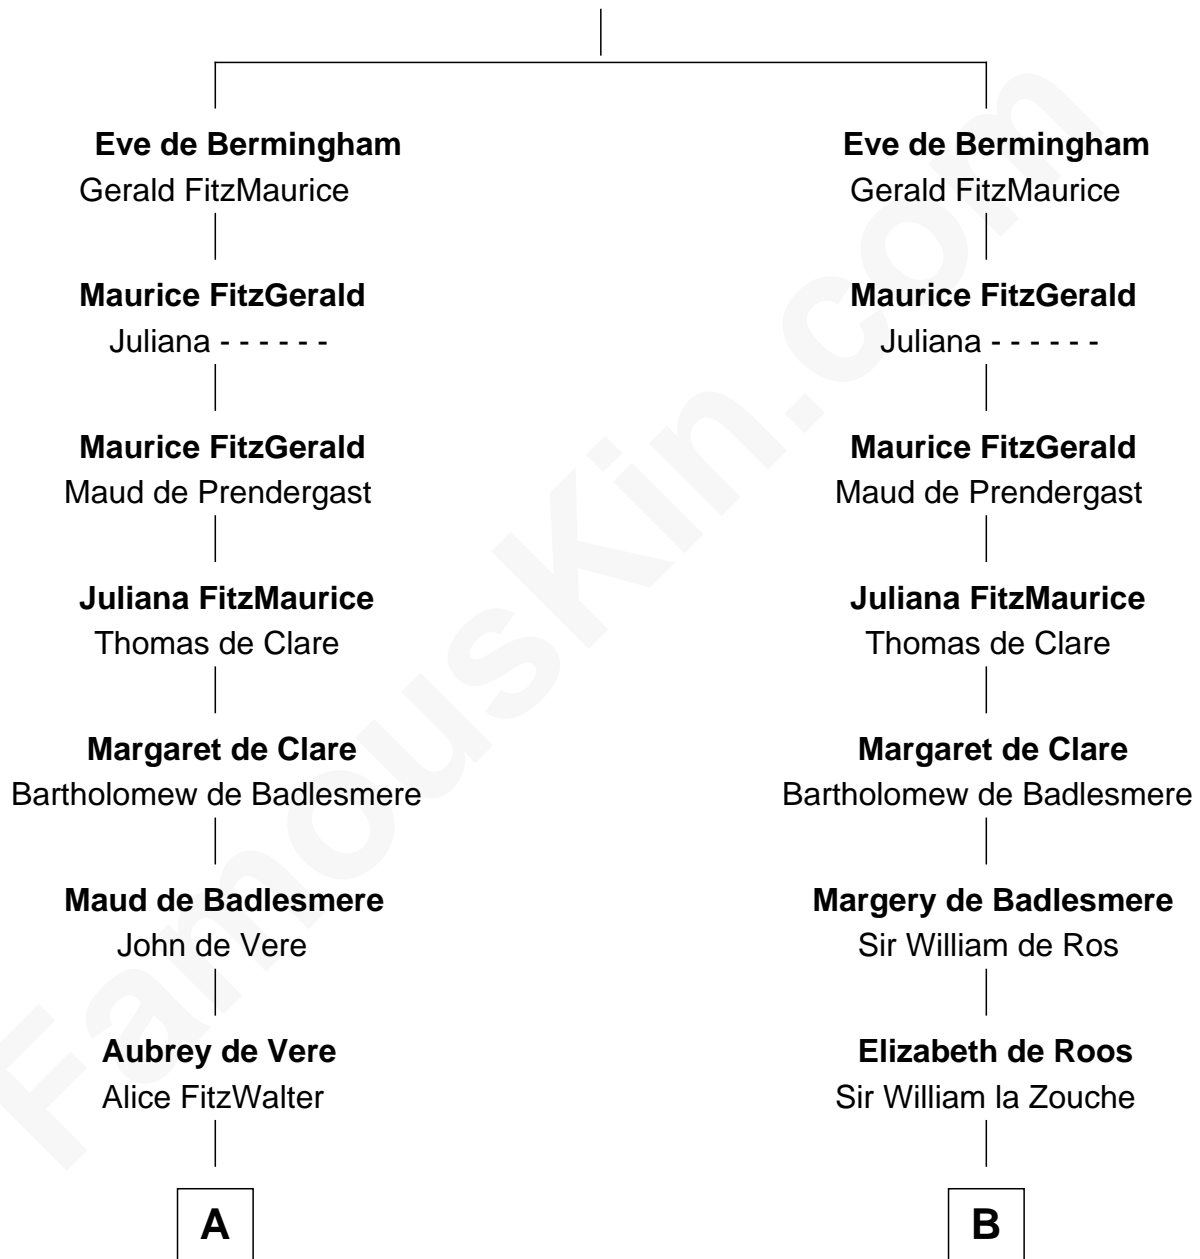 Eve de Bermingham
Gerald FitzMaurice
Maurice FitzGerald
Juliana - - - - - -
Maurice FitzGerald
Maud de Prendergast
Juliana FitzMaurice
Thomas de Clare
Margaret de Clare
Bartholomew de Badlesmere
Maud de Badlesmere
John de Vere
Aubrey de Vere
Alice FitzWalter
A
Eve de Bermingham
Gerald FitzMaurice
Maurice FitzGerald
Juliana - - - - - -
Maurice FitzGerald
Maud de Prendergast
Juliana FitzMaurice
Thomas de Clare
Margaret de Clare
Bartholomew de Badlesmere
Margery de Badlesmere
Sir William de Ros
Elizabeth de Roos
Sir William la Zouche
B
FamousKin.com